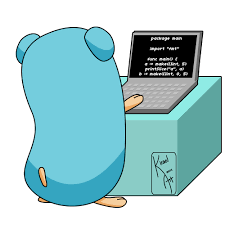 package main
import "fmt"
func main() {
a := make([]int, 5)
printSlice("a", a)
b := make([]int, 0, 5)